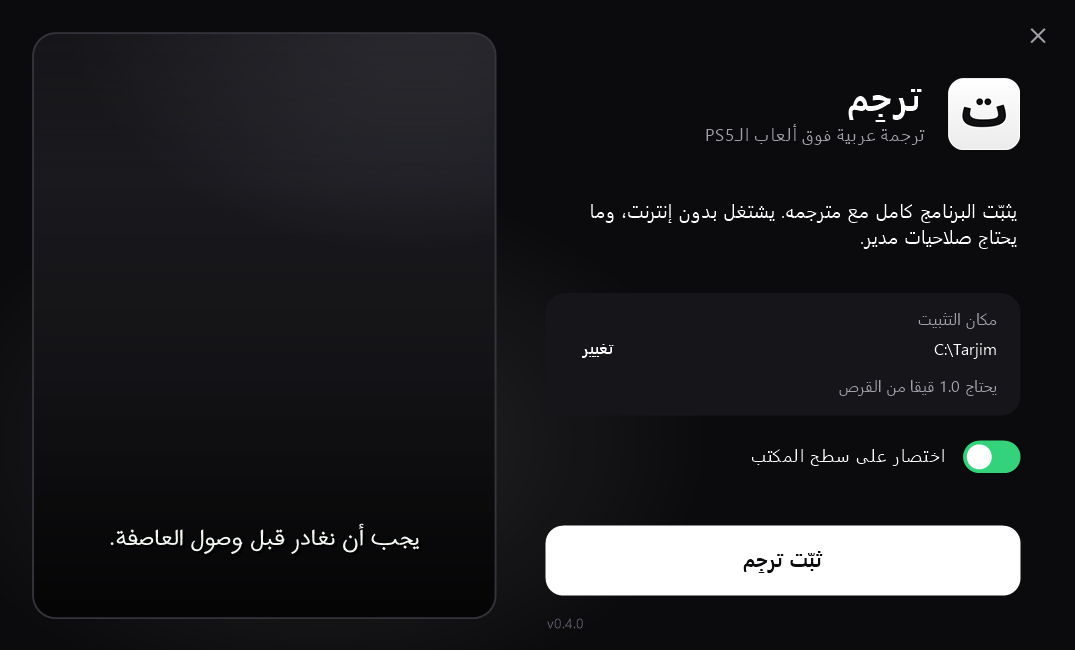 ت
ترجِم
ترجمة عربية فوق ألعاب الـPS5
يثبّت البرنامج كامل مع مترجمه. يشتغل بدون إنترنت، وما
يحتاج صلاحيات مدير.
مكان التثبيت
C:\Tarjim
تغيير
يحتاج 1.0 قيقا من القرص
اختصار على سطح المكتب
ثبّت ترجِم
v0.4.0
يجب أن نغادر قبل وصول العاصفة.